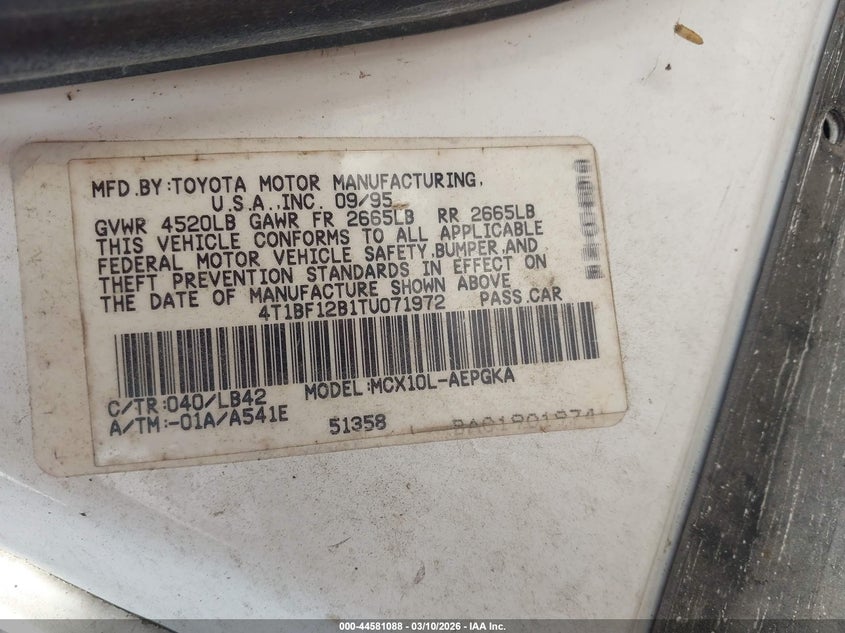 MFD.BY:TOYOTA MOTOR MANUFACTURING,
U.S.A.,INC. 09/95
GVWR 4520LB GAWR FR 2665LB RR 2665LB
THIS VEHICLE CONFORMS TO ALL APPLICABLE
FEDERAL MOTOR VEHICLE SAFETY,BUMPER,AND
THEFT PREVENTION STANDARDS IN EFFECT ON
THE DATE OF MANUFACTURE SHOWN ABOVE
4T1BF12B1TU071972 PASS.CAR
C/TR:040/LB42 MODEL:MCX10L-AEPGKA
A/TM:-01A/A541E 51358
000-44581088 - 03/10/2026 - IAA Inc.